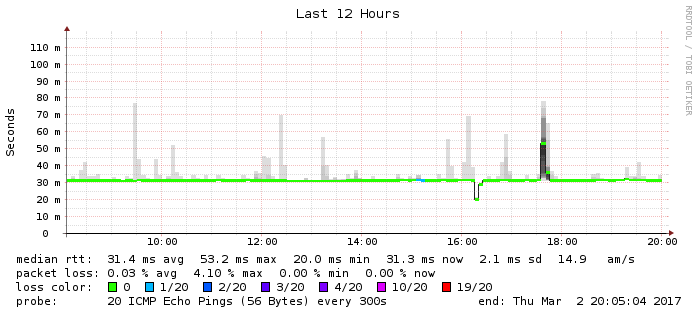 Last 12 Hours
RRDTOOL / TOBI OETIKER
Seconds
110 m
100 m
90 m
80 m
70 m
60 m
50 m
40 m
30 m
20 m
10 m
0
10:00 12:00 14:00 16:00 18:00 20:00
median rtt: 31.4 ms avg 53.2 ms max 20.0 ms min 31.3 ms now 2.1 ms sd 14.9 am/s
packet loss: 0.03 % avg 4.10 % max 0.00 % min 0.00 % now
loss color: 0 1/20 2/20 3/20 4/20 10/20 19/20
probe: 20 ICMP Echo Pings (56 Bytes) every 300s end: Thu Mar 2 20:05:04 2017